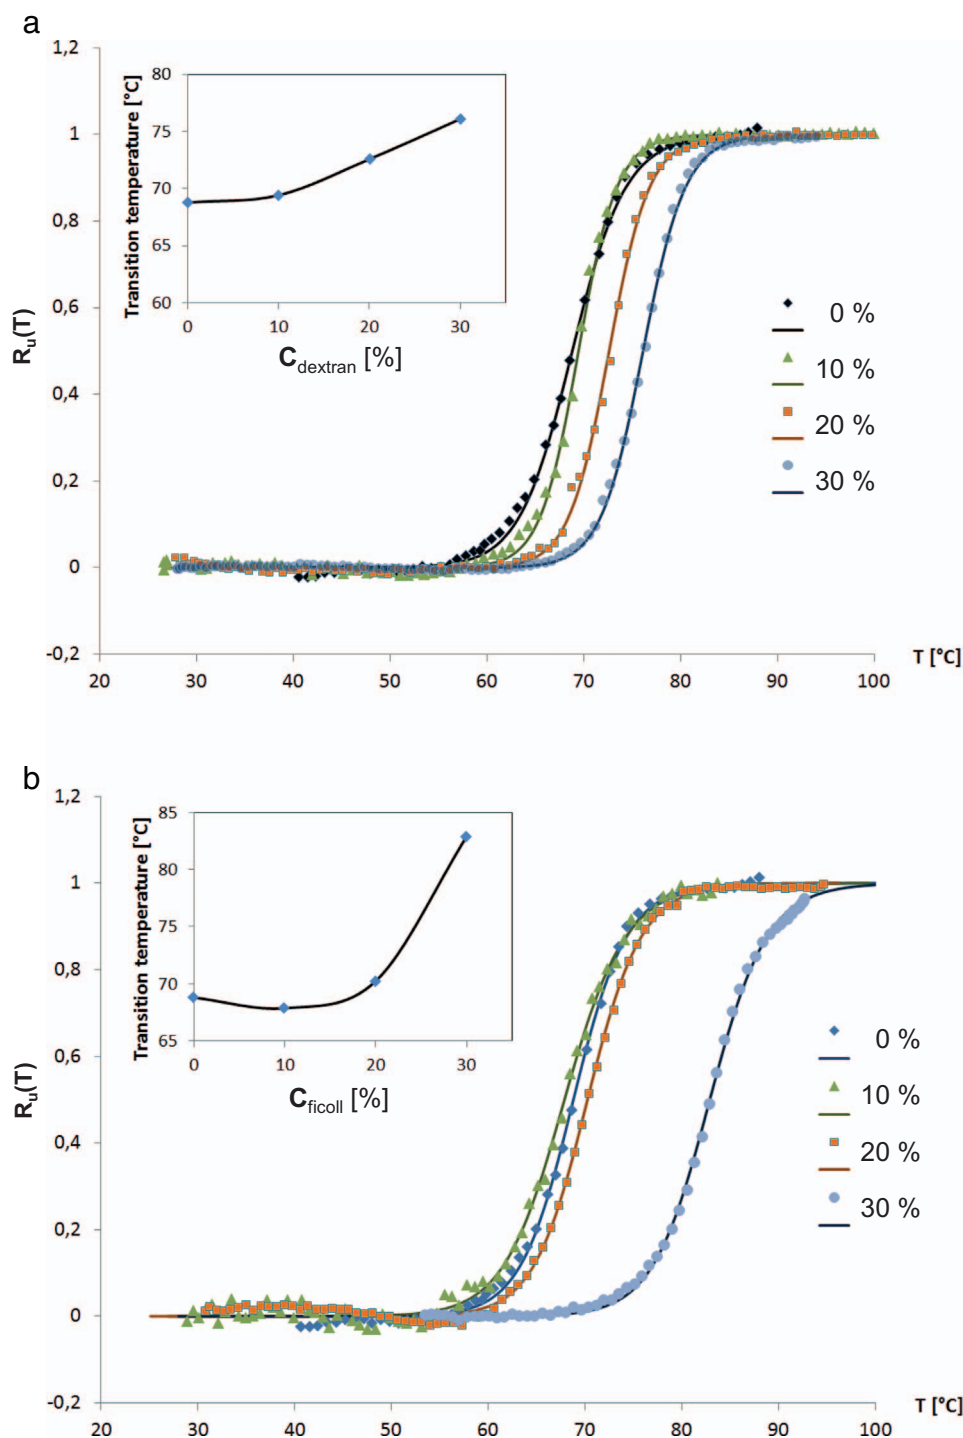 a
1,2
1
0,8
0,6
0,4
0,2
0
-0,2
R_u(T)
20 30 40 50 60 70 80 90 100
T [°C]
Transition temperature [°C]
80
75
70
65
60
0 10 20 30
C_dextran [%]
0 %
10 %
20 %
30 %
b
1,2
1
0,8
0,6
0,4
0,2
0
-0,2
R_u(T)
20 30 40 50 60 70 80 90 100
T [°C]
Transition temperature [°C]
85
80
75
70
65
0 10 20 30
C_ficoll [%]
0 %
10 %
20 %
30 %